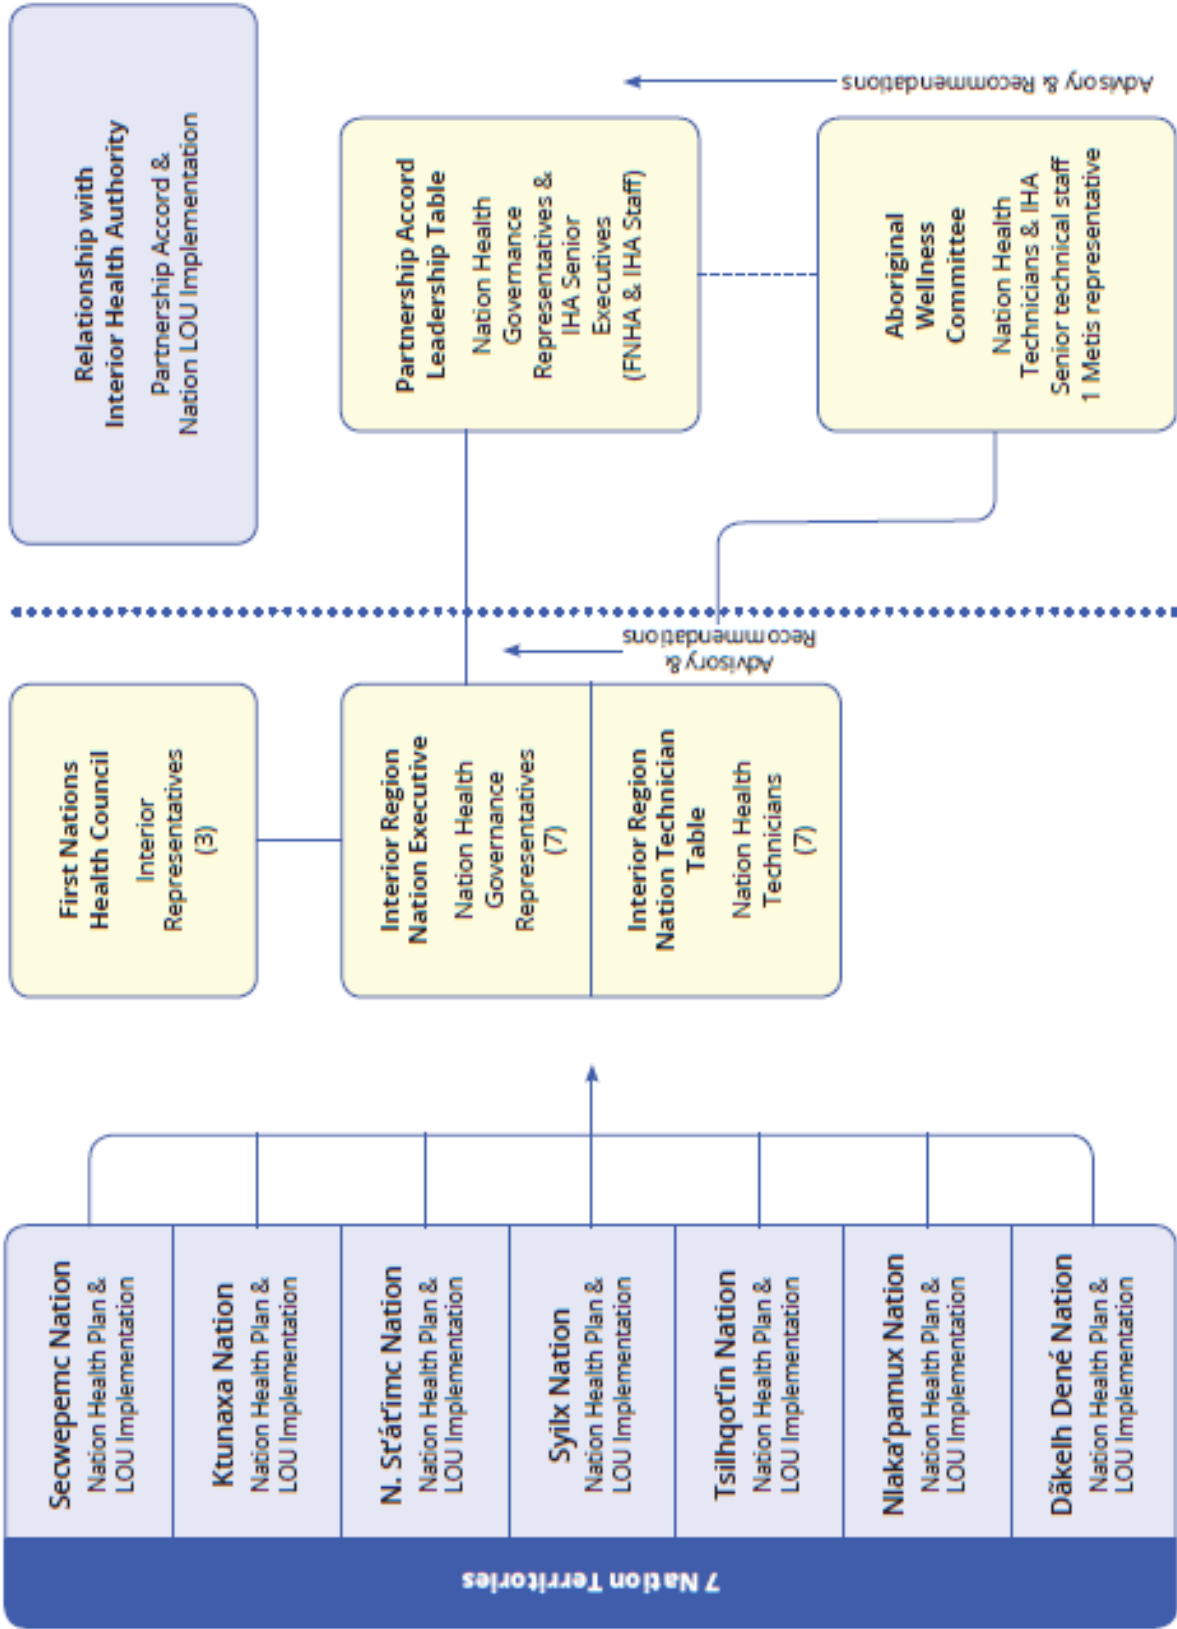 7 Nation Territories
Secwepemc Nation
Nation Health Plan &
LOU Implementation
Ktunaxa Nation
Nation Health Plan &
LOU Implementation
N. St'át'imc Nation
Nation Health Plan &
LOU Implementation
Syilx Nation
Nation Health Plan &
LOU Implementation
Tsilhqot'in Nation
Nation Health Plan &
LOU Implementation
Nlaka'pamux Nation
Nation Health Plan &
LOU Implementation
Dãkelh Dené Nation
Nation Health Plan &
LOU Implementation
First Nations
Health Council
Interior
Representatives
(3)
Interior Region
Nation Executive
Nation Health
Governance
Representatives
(7)
Interior Region
Nation Technician
Table
Nation Health
Technicians
(7)
Advisory &
Recommendations
Relationship with
Interior Health Authority
Partnership Accord &
Nation LOU Implementation
Partnership Accord
Leadership Table
Nation Health
Governance
Representatives &
IHA Senior
Executives
(FNHA & IHA Staff)
Aboriginal
Wellness
Committee
Nation Health
Technicians & IHA
Senior technical staff
1 Metis representative
Advisory & Recommendations